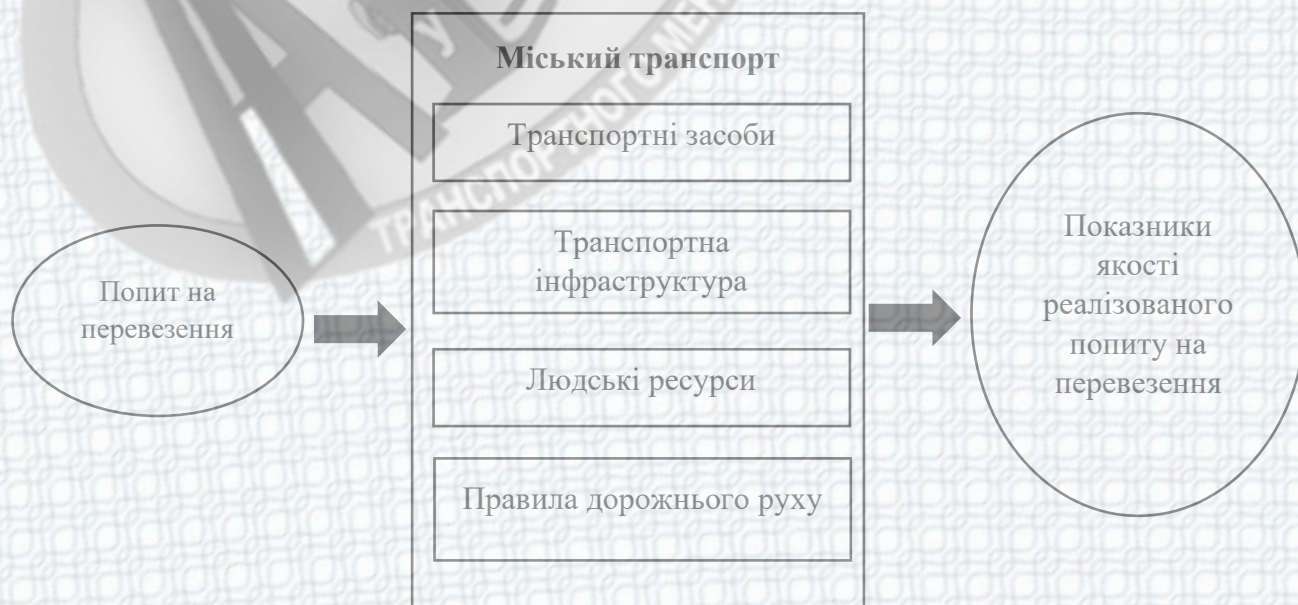 Міський транспорт
Транспортні засоби
Транспортна
інфраструктура
Людські ресурси
Правила дорожнього руху
Попит на
перевезення
Показники
якості
реалізованого
попиту на
перевезення
ТРАНСПОРТНОГО